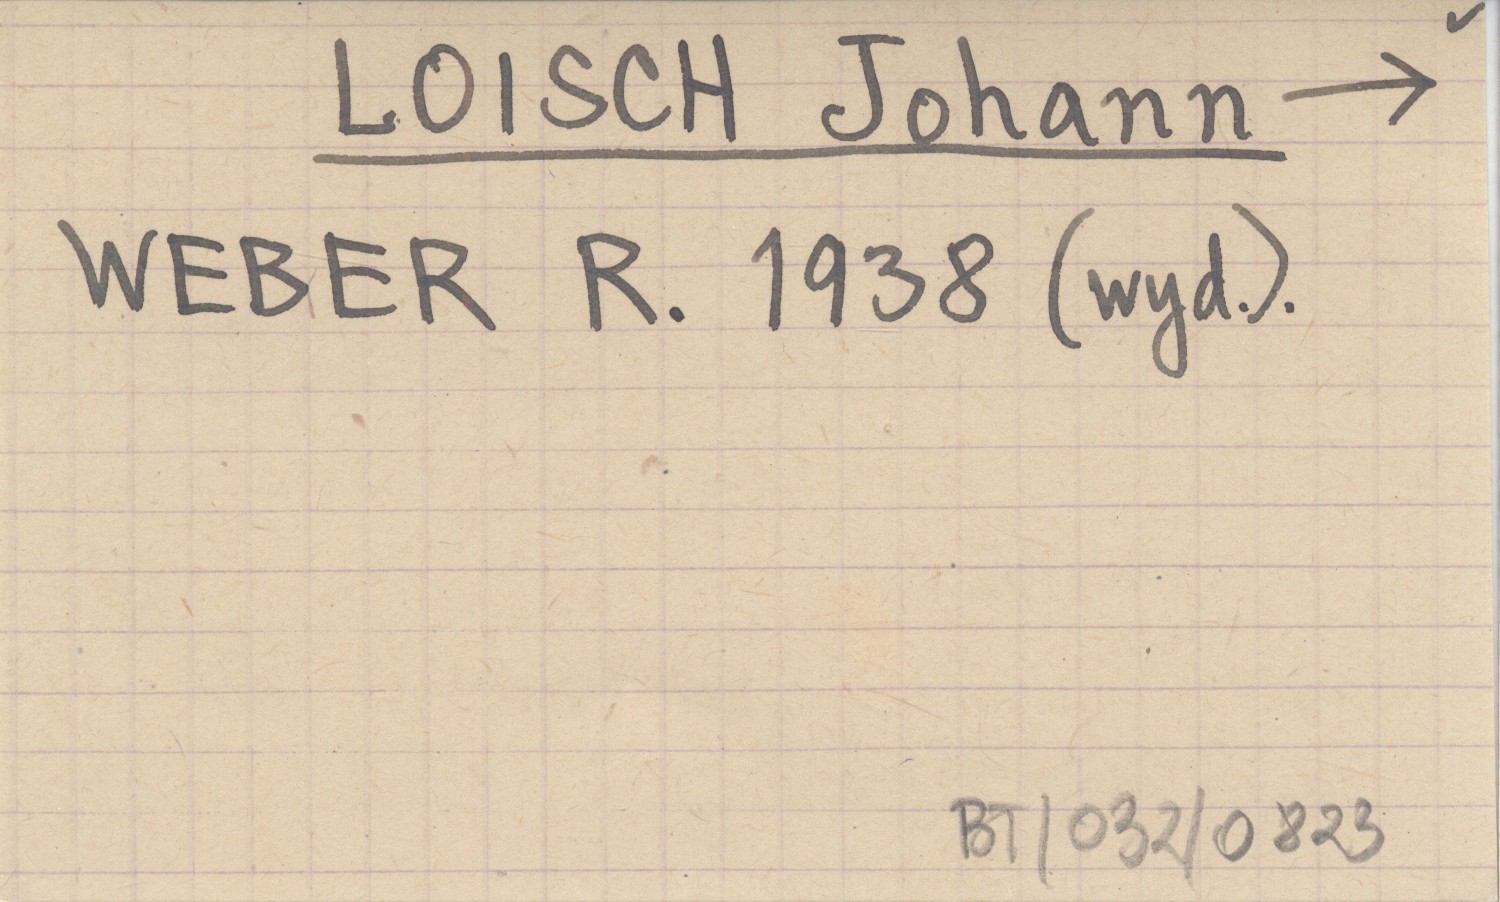 LOISCH Johann →
WEBER R. 1938 (wyd.).
BT/032/0823